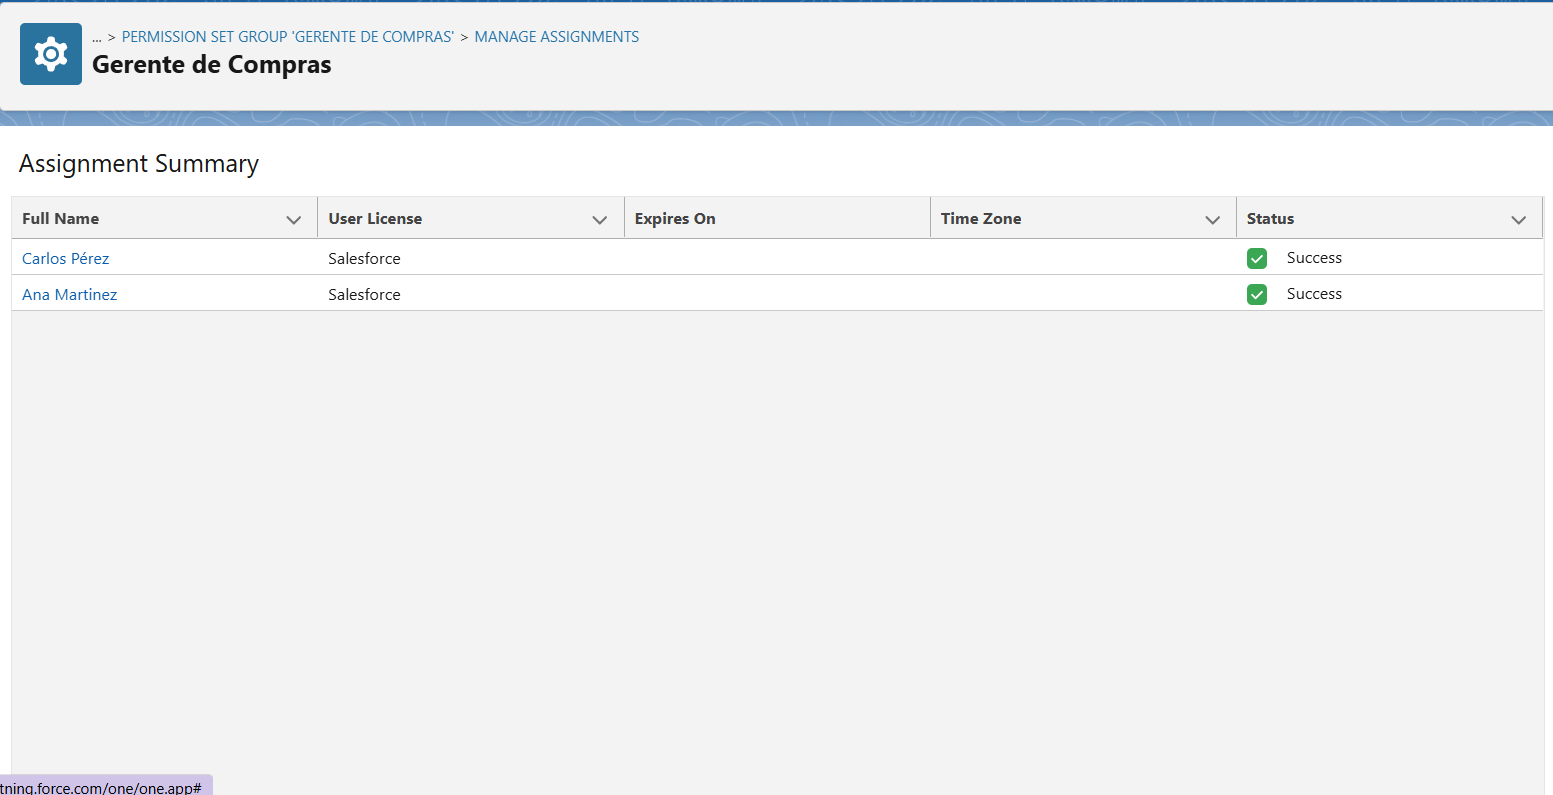 ... > PERMISSION SET GROUP 'GERENTE DE COMPRAS' > MANAGE ASSIGNMENTS
Gerente de Compras
Assignment Summary
Full Name User License Expires On Time Zone Status
Carlos Pérez Salesforce Success
Ana Martinez Salesforce Success
tning.force.com/one/one.app#